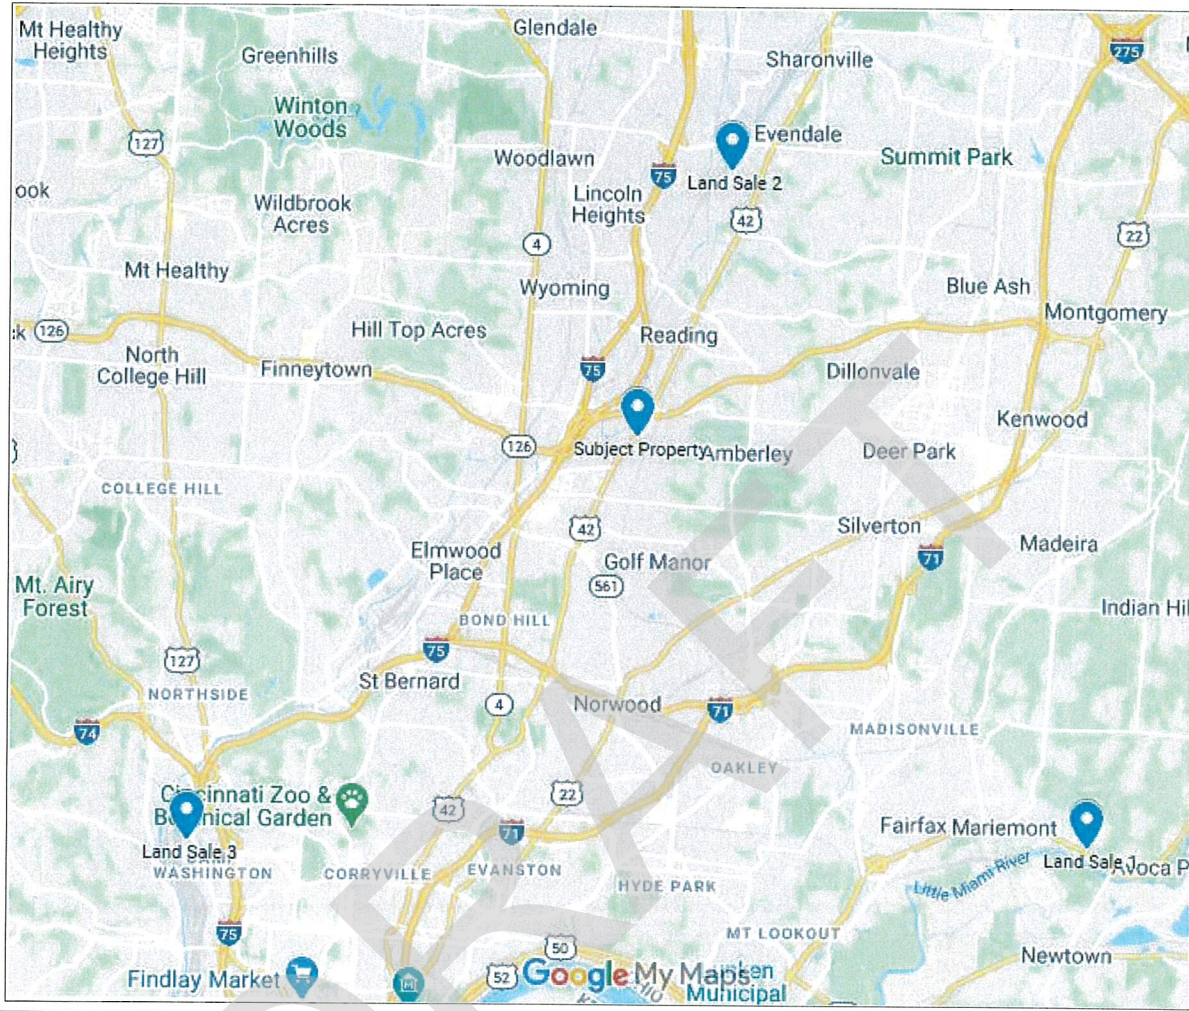 Mt Healthy
Heights
Greenhills
Glendale
Sharonville
275
Winton
Woods
127
Evendale
Woodlawn
Summit Park
75
Land Sale 2
ook
Wildbrook
Acres
Lincoln
Heights
42
22
4
Mt Healthy
Wyoming
Blue Ash
Montgomery
126
Hill Top Acres
Reading
North
College Hill
Finneytown
75
Dillonvale
Kenwood
126
Subject Property
Amberley
Deer Park
COLLEGE HILL
42
Silverton
Madeira
71
Elmwood
Place
Golf Manor
561
Mt. Airy
Forest
Indian Hil
BOND HILL
75
127
St Bernard
NORTHSIDE
4
Norwood
71
74
MADISONVILLE
OAKLEY
Cincinnati Zoo &
Botanical Garden
42
22
71
Fairfax
Mariemont
Land Sale 3
Land Sale 1
Avoca P
WASHINGTON
CORRYVILLE
EVANSTON
HYDE PARK
Little Miami River
75
MT LOOKOUT
50
Newtown
Findlay Market
52
Google My Maps
Municipal
DRAFT